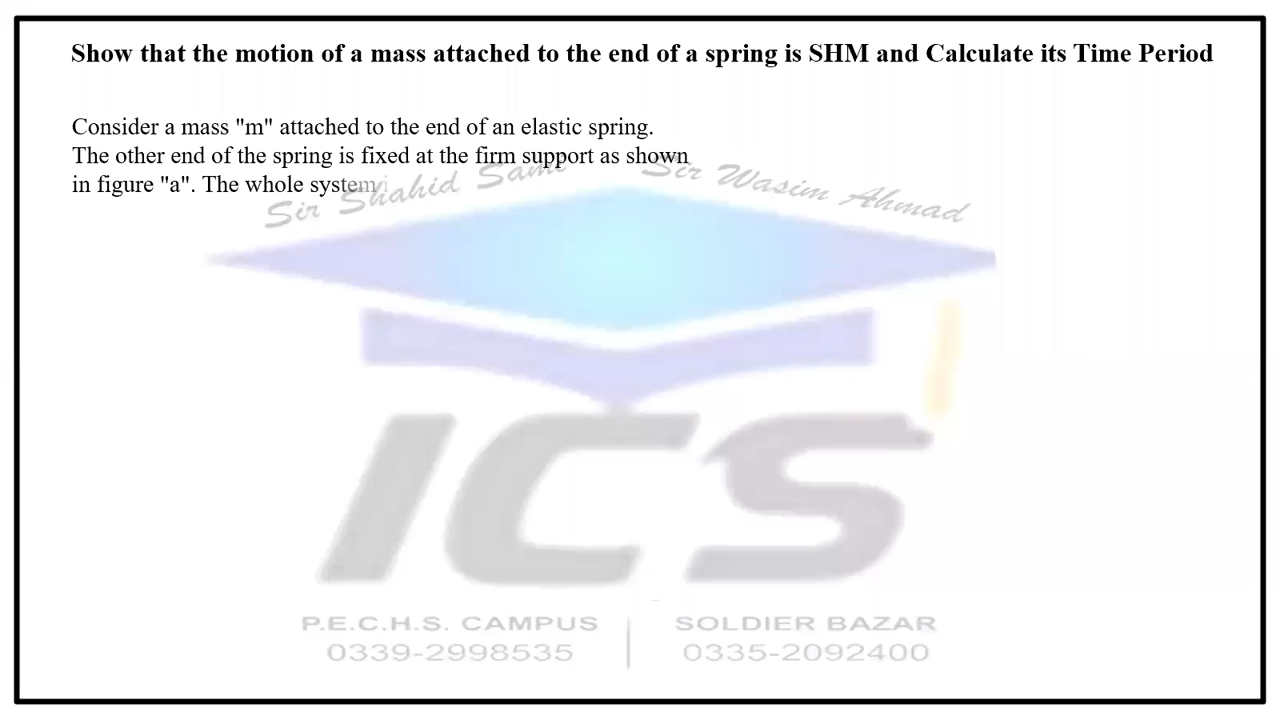 Show that the motion of a mass attached to the end of a spring is SHM and Calculate its Time Period
Consider a mass "m" attached to the end of an elastic spring.
The other end of the spring is fixed at the firm support as shown
in figure "a". The whole system
Sir Shahid Sami Sir Wasim Ahmad
ICS
P.E.C.H.S. CAMPUS | SOLDIER BAZAR
0339-2998535 | 0335-2092400